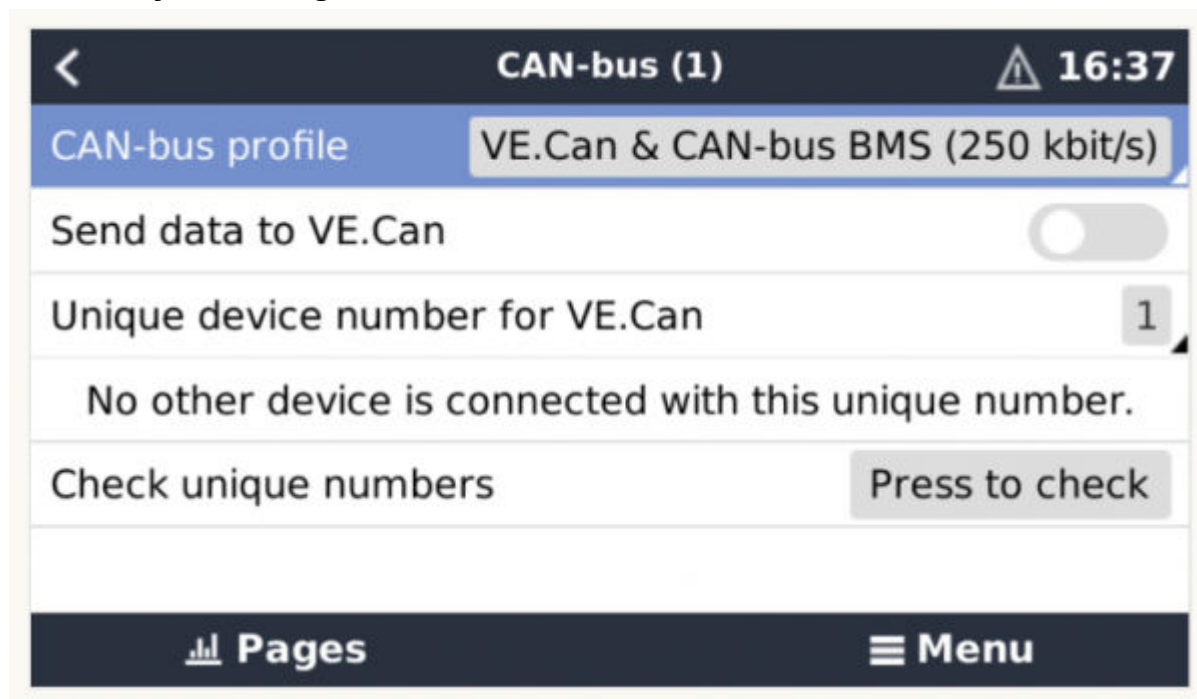 CAN-bus (1) 16:37
CAN-bus profile VE.Can & CAN-bus BMS (250 kbit/s)
Send data to VE.Can
Unique device number for VE.Can 1
No other device is connected with this unique number.
Check unique numbers Press to check
Pages Menu